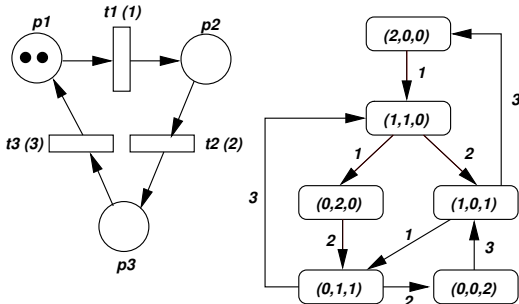 t1 (1)
p1
p2
t3 (3)
t2 (2)
p3
(2,0,0)
1
3
(1,1,0)
1
2
3
(0,2,0)
(1,0,1)
2
1
3
(0,1,1)
(0,0,2)
2